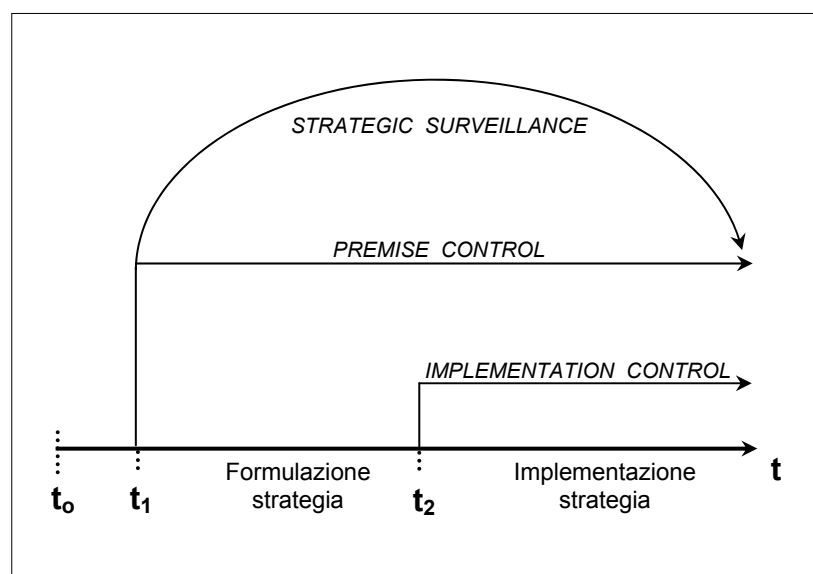 STRATEGIC SURVEILLANCE
PREMISE CONTROL
IMPLEMENTATION CONTROL
Formulazione
strategia
Implementazione
strategia
t
to
t1
t2